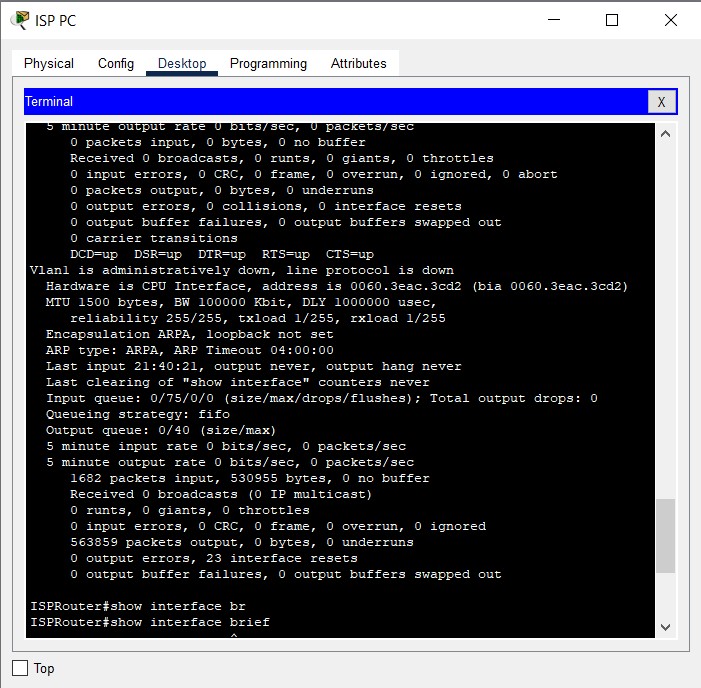 ISP PC
Physical Config Desktop Programming Attributes
Terminal X
5 minute output rate 0 bits/sec, 0 packets/sec
0 packets input, 0 bytes, 0 no buffer
Received 0 broadcasts, 0 runts, 0 giants, 0 throttles
0 input errors, 0 CRC, 0 frame, 0 overrun, 0 ignored, 0 abort
0 packets output, 0 bytes, 0 underruns
0 output errors, 0 collisions, 0 interface resets
0 output buffer failures, 0 output buffers swapped out
0 carrier transitions
DCD=up DSR=up DTR=up RTS=up CTS=up
Vlan1 is administratively down, line protocol is down
Hardware is CPU Interface, address is 0060.3eac.3cd2 (bia 0060.3eac.3cd2)
MTU 1500 bytes, BW 100000 Kbit, DLY 1000000 usec,
reliability 255/255, txload 1/255, rxload 1/255
Encapsulation ARPA, loopback not set
ARP type: ARPA, ARP Timeout 04:00:00
Last input 21:40:21, output never, output hang never
Last clearing of "show interface" counters never
Input queue: 0/75/0/0 (size/max/drops/flushes); Total output drops: 0
Queueing strategy: fifo
Output queue: 0/40 (size/max)
5 minute input rate 0 bits/sec, 0 packets/sec
5 minute output rate 0 bits/sec, 0 packets/sec
1682 packets input, 530955 bytes, 0 no buffer
Received 0 broadcasts (0 IP multicast)
0 runts, 0 giants, 0 throttles
0 input errors, 0 CRC, 0 frame, 0 overrun, 0 ignored
563859 packets output, 0 bytes, 0 underruns
0 output errors, 23 interface resets
0 output buffer failures, 0 output buffers swapped out
ISPRouter#show interface br
ISPRouter#show interface brief
^
Top